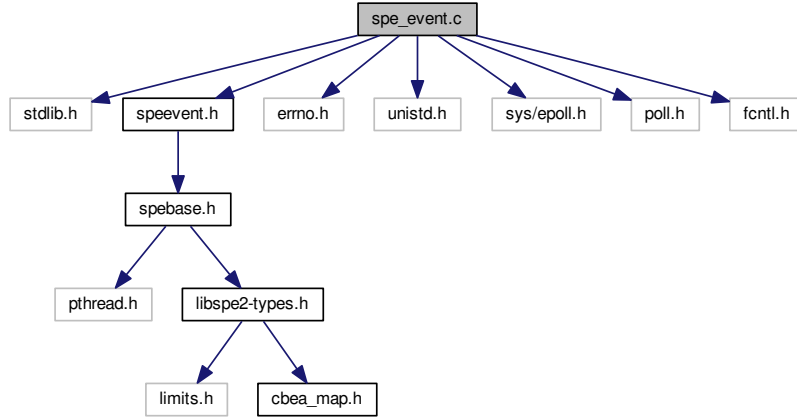 spe_event.c
stdlib.h
speevent.h
errno.h
unistd.h
sys/epoll.h
poll.h
fcntl.h
spebase.h
pthread.h
libspe2-types.h
limits.h
cbea_map.h